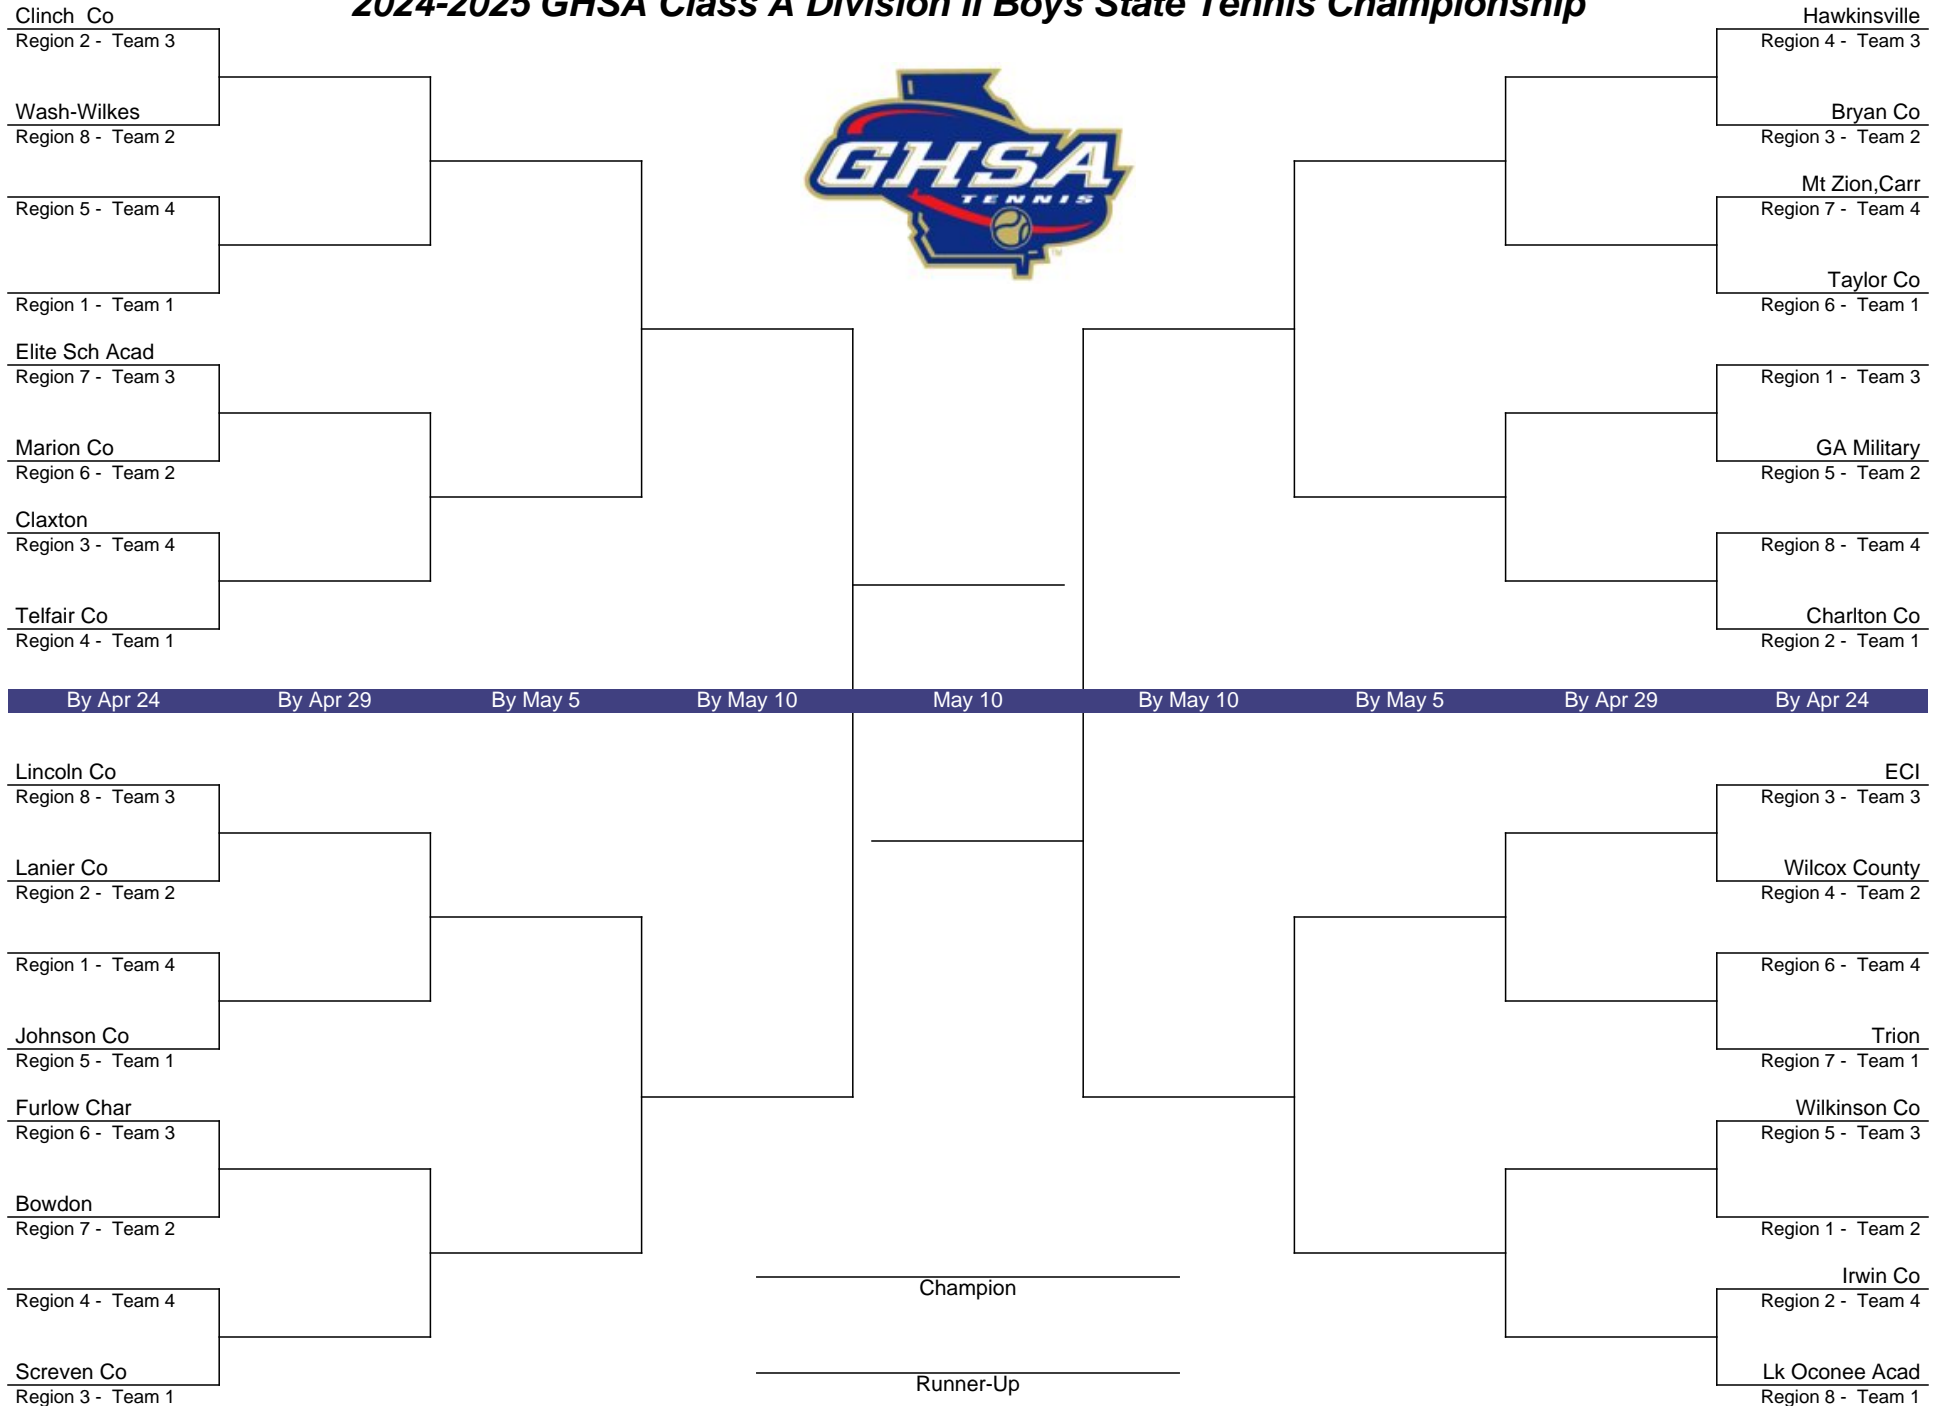 2024-2025 GHSA Class A Division II Boys State Tennis Championship
Clinch  Co
Region 2 -  Team 3
Wash-Wilkes
Region 8 -  Team 2
Region 5 -  Team 4
Region 1 -  Team 1
Elite Sch Acad
Region 7 -  Team 3
Marion Co
Region 6 -  Team 2
Claxton
Region 3 -  Team 4
Telfair Co
Region 4 -  Team 1
GHSA
TENNIS
TM
Hawkinsville
Region 4 -  Team 3
Bryan Co
Region 3 -  Team 2
Mt Zion,Carr
Region 7 -  Team 4
Taylor Co
Region 6 -  Team 1
Region 1 -  Team 3
GA Military
Region 5 -  Team 2
Region 8 -  Team 4
Charlton Co
Region 2 -  Team 1
By Apr 24 By Apr 29 By May 5 By May 10 May 10 By May 10 By May 5 By Apr 29 By Apr 24
Lincoln Co
Region 8 -  Team 3
Lanier Co
Region 2 -  Team 2
Region 1 -  Team 4
Johnson Co
Region 5 -  Team 1
Furlow Char
Region 6 -  Team 3
Bowdon
Region 7 -  Team 2
Region 4 -  Team 4
Screven Co
Region 3 -  Team 1
Champion
Runner-Up
ECI
Region 3 -  Team 3
Wilcox County
Region 4 -  Team 2
Region 6 -  Team 4
Trion
Region 7 -  Team 1
Wilkinson Co
Region 5 -  Team 3
Region 1 -  Team 2
Irwin Co
Region 2 -  Team 4
Lk Oconee Acad
Region 8 -  Team 1